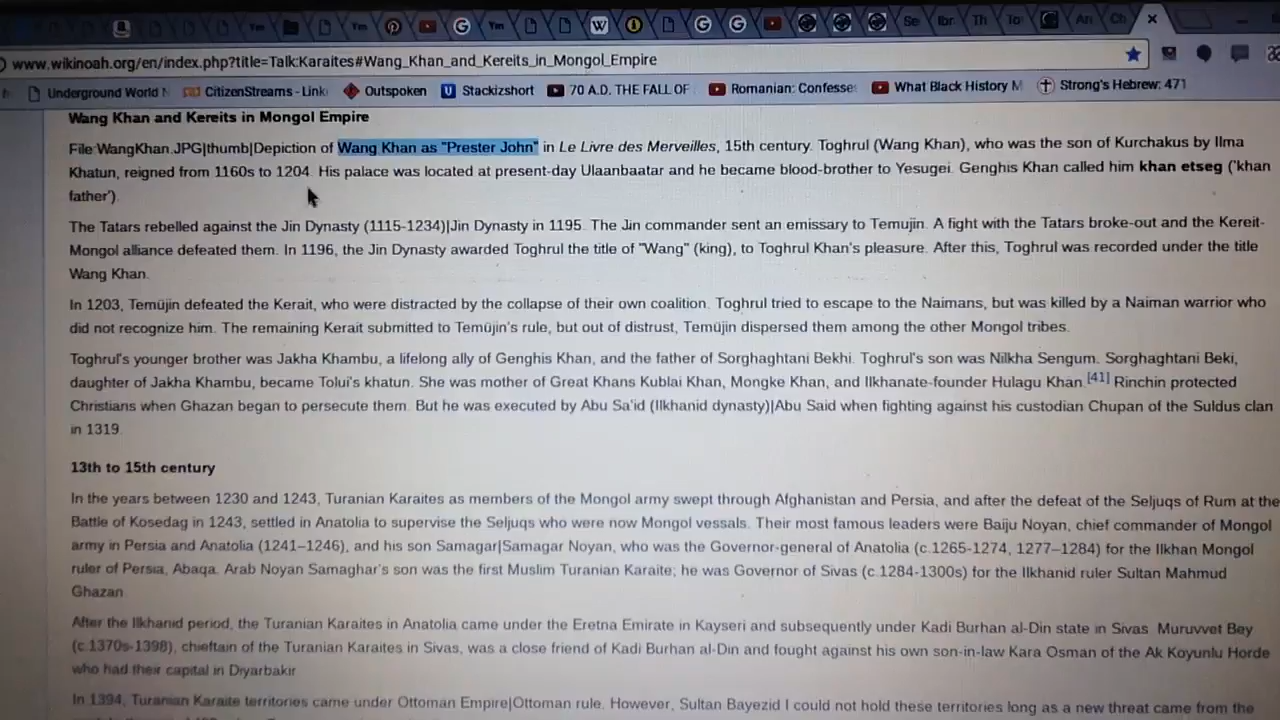 Ym
Ym
Ym
W
Se
Ibr
Th
To
An
Ch
www.wikinoah.org/en/index.php?title=Talk:Karaites#Wang_Khan_and_Kereits_in_Mongol_Empire
Underground World N CitizenStreams - Link Outspoken Stackizshort 70 A.D. THE FALL OF Romanian: Confesse What Black History M Strong's Hebrew: 471
Wang Khan and Kereits in Mongol Empire
File:WangKhan.JPG|thumb|Depiction of Wang Khan as "Prester John" in Le Livre des Merveilles, 15th century. Toghrul (Wang Khan), who was the son of Kurchakus by Ilma
Khatun, reigned from 1160s to 1204. His palace was located at present-day Ulaanbaatar and he became blood-brother to Yesugei. Genghis Khan called him khan etseg ('khan
father').
The Tatars rebelled against the Jin Dynasty (1115-1234)|Jin Dynasty in 1195. The Jin commander sent an emissary to Temujin. A fight with the Tatars broke-out and the Kereit-
Mongol alliance defeated them. In 1196, the Jin Dynasty awarded Toghrul the title of "Wang" (king), to Toghrul Khan's pleasure. After this, Toghrul was recorded under the title
Wang Khan.
In 1203, Temüjin defeated the Kerait, who were distracted by the collapse of their own coalition. Toghrul tried to escape to the Naimans, but was killed by a Naiman warrior who
did not recognize him. The remaining Kerait submitted to Temüjin's rule, but out of distrust, Temüjin dispersed them among the other Mongol tribes.
Toghrul's younger brother was Jakha Khambu, a lifelong ally of Genghis Khan, and the father of Sorghaghtani Bekhi. Toghrul's son was Nilkha Sengum. Sorghaghtani Beki,
daughter of Jakha Khambu, became Tolui's khatun. She was mother of Great Khans Kublai Khan, Mongke Khan, and Ilkhanate-founder Hulagu Khan.[41] Rinchin protected
Christians when Ghazan began to persecute them. But he was executed by Abu Sa'id (Ilkhanid dynasty)|Abu Said when fighting against his custodian Chupan of the Suldus clan
in 1319.
13th to 15th century
In the years between 1230 and 1243, Turanian Karaites as members of the Mongol army swept through Afghanistan and Persia, and after the defeat of the Seljuqs of Rum at the
Battle of Kosedag in 1243, settled in Anatolia to supervise the Seljuqs who were now Mongol vessals. Their most famous leaders were Baiju Noyan, chief commander of Mongol
army in Persia and Anatolia (1241–1246), and his son Samagar|Samagar Noyan, who was the Governor-general of Anatolia (c.1265-1274, 1277–1284) for the Ilkhan Mongol
ruler of Persia, Abaqa. Arab Noyan Samaghar's son was the first Muslim Turanian Karaite; he was Governor of Sivas (c.1284-1300s) for the Ilkhanid ruler Sultan Mahmud
Ghazan
After the Ilkhanid period, the Turanian Karaites in Anatolia came under the Eretna Emirate in Kayseri and subsequently under Kadi Burhan al-Din state in Sivas. Muruvvet Bey
(c.1370s-1398), chieftain of the Turanian Karaites in Sivas, was a close friend of Kadi Burhan al-Din and fought against his own son-in-law Kara Osman of the Ak Koyunlu Horde
who had their capital in Diyarbakir
In 1394, Turanian Karaite territories came under Ottoman Empire|Ottoman rule. However, Sultan Bayezid I could not hold these territories long as a new threat came from the